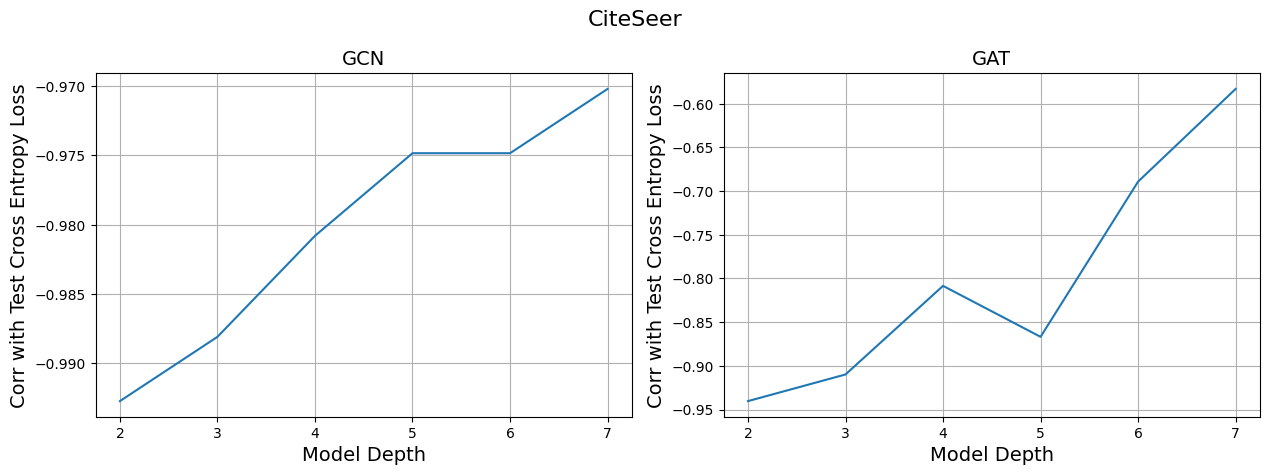 CiteSeer
GCN
Corr with Test Cross Entropy Loss
−0.970
−0.975
−0.980
−0.985
−0.990
2 3 4 5 6 7
Model Depth
GAT
Corr with Test Cross Entropy Loss
−0.60
−0.65
−0.70
−0.75
−0.80
−0.85
−0.90
−0.95
2 3 4 5 6 7
Model Depth